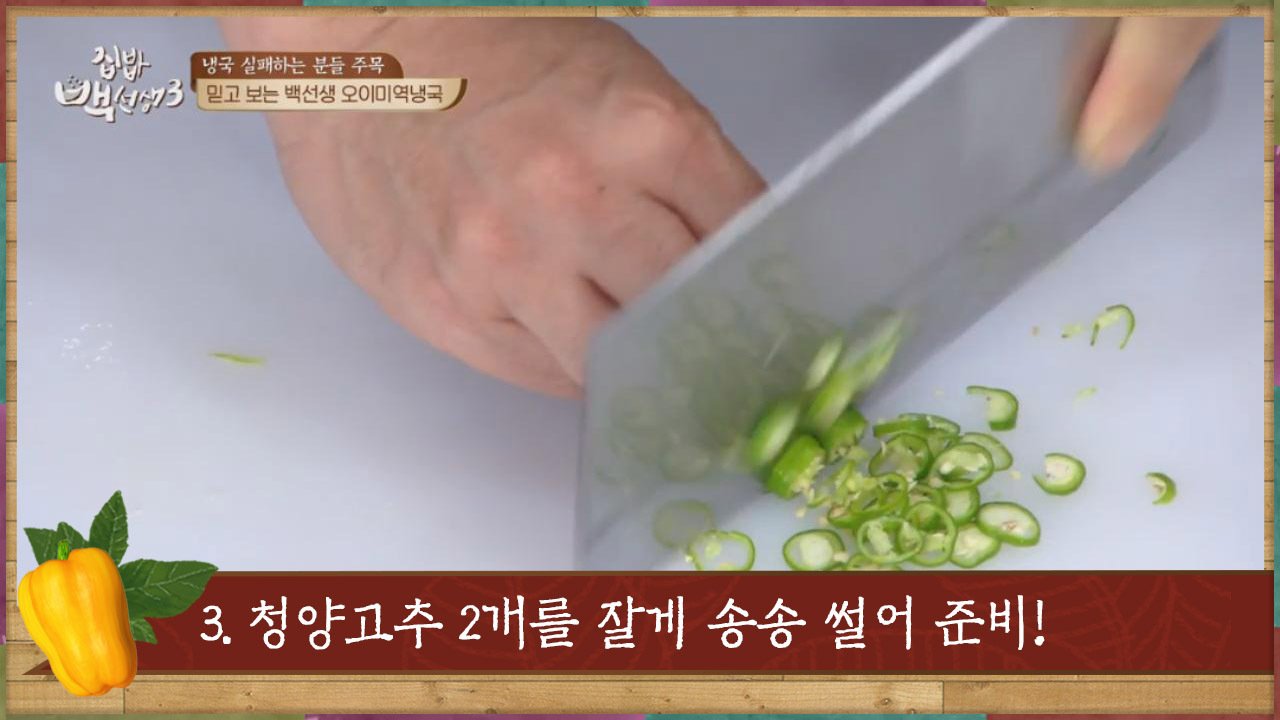 집밥
백선생3
냉국 실패하는 분들 주목
믿고 보는 백선생 오이미역냉국
3. 청양고추 2개를 잘게 송송 썰어 준비!